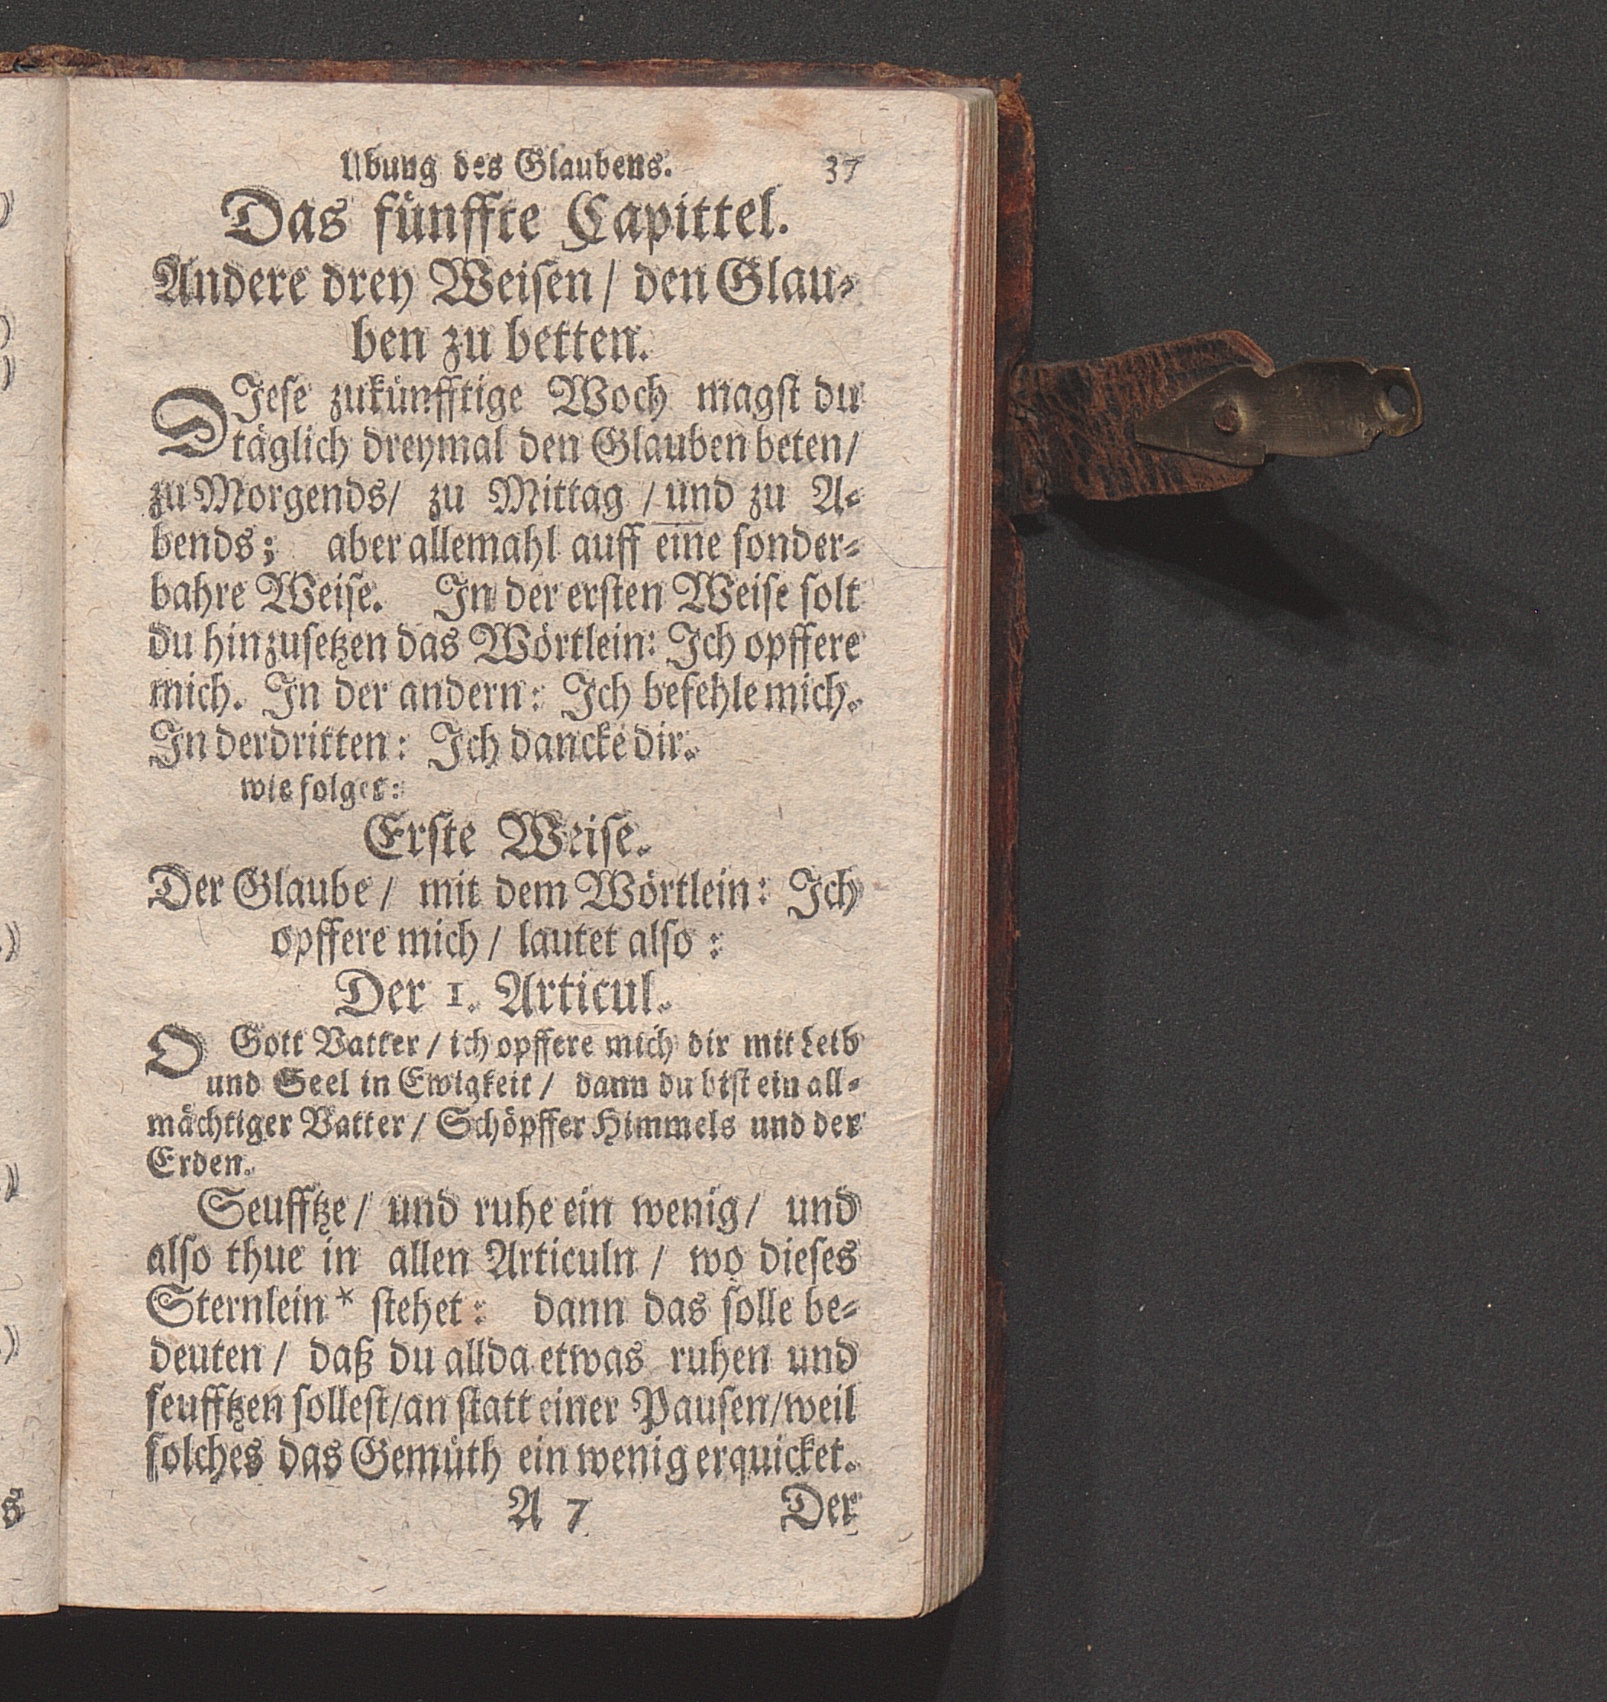 Ubung des Glaubens. 37
Das fünffte Capittel.
Andere drey Weisen / den Glau-
ben zu betten.
DIese zukünfftige Woch magst du
täglich dreymal den Glauben beten /
zu Morgends / zu Mittag / und zu A-
bends; aber allemahl auff eine sonder-
bahre Weise. In der ersten Weise solt
du hinzusetzen das Wörtlein: Ich opffere
mich. In der andern: Ich befehle mich.
In der dritten: Ich dancke dir.
wie folget:
Erste Weise.
Der Glaube / mit dem Wörtlein: Ich
opffere mich / lautet also:
Der 1. Articul.
O Gott Vatter / ich opffere mich dir mit Leib
und Seel in Ewigkeit / dann du bist ein all-
mächtiger Vatter / Schöpffer Himmels und der
Erden.
Seufftze / und ruhe ein wenig / und
also thue in allen Articuln / wo dieses
Sternlein * stehet: dann das solle be-
deuten / daß du allda etwas ruhen und
seufftzen sollest / an statt einer Pausen / weil
solches das Gemüth ein wenig erquicket.
A 7 Der